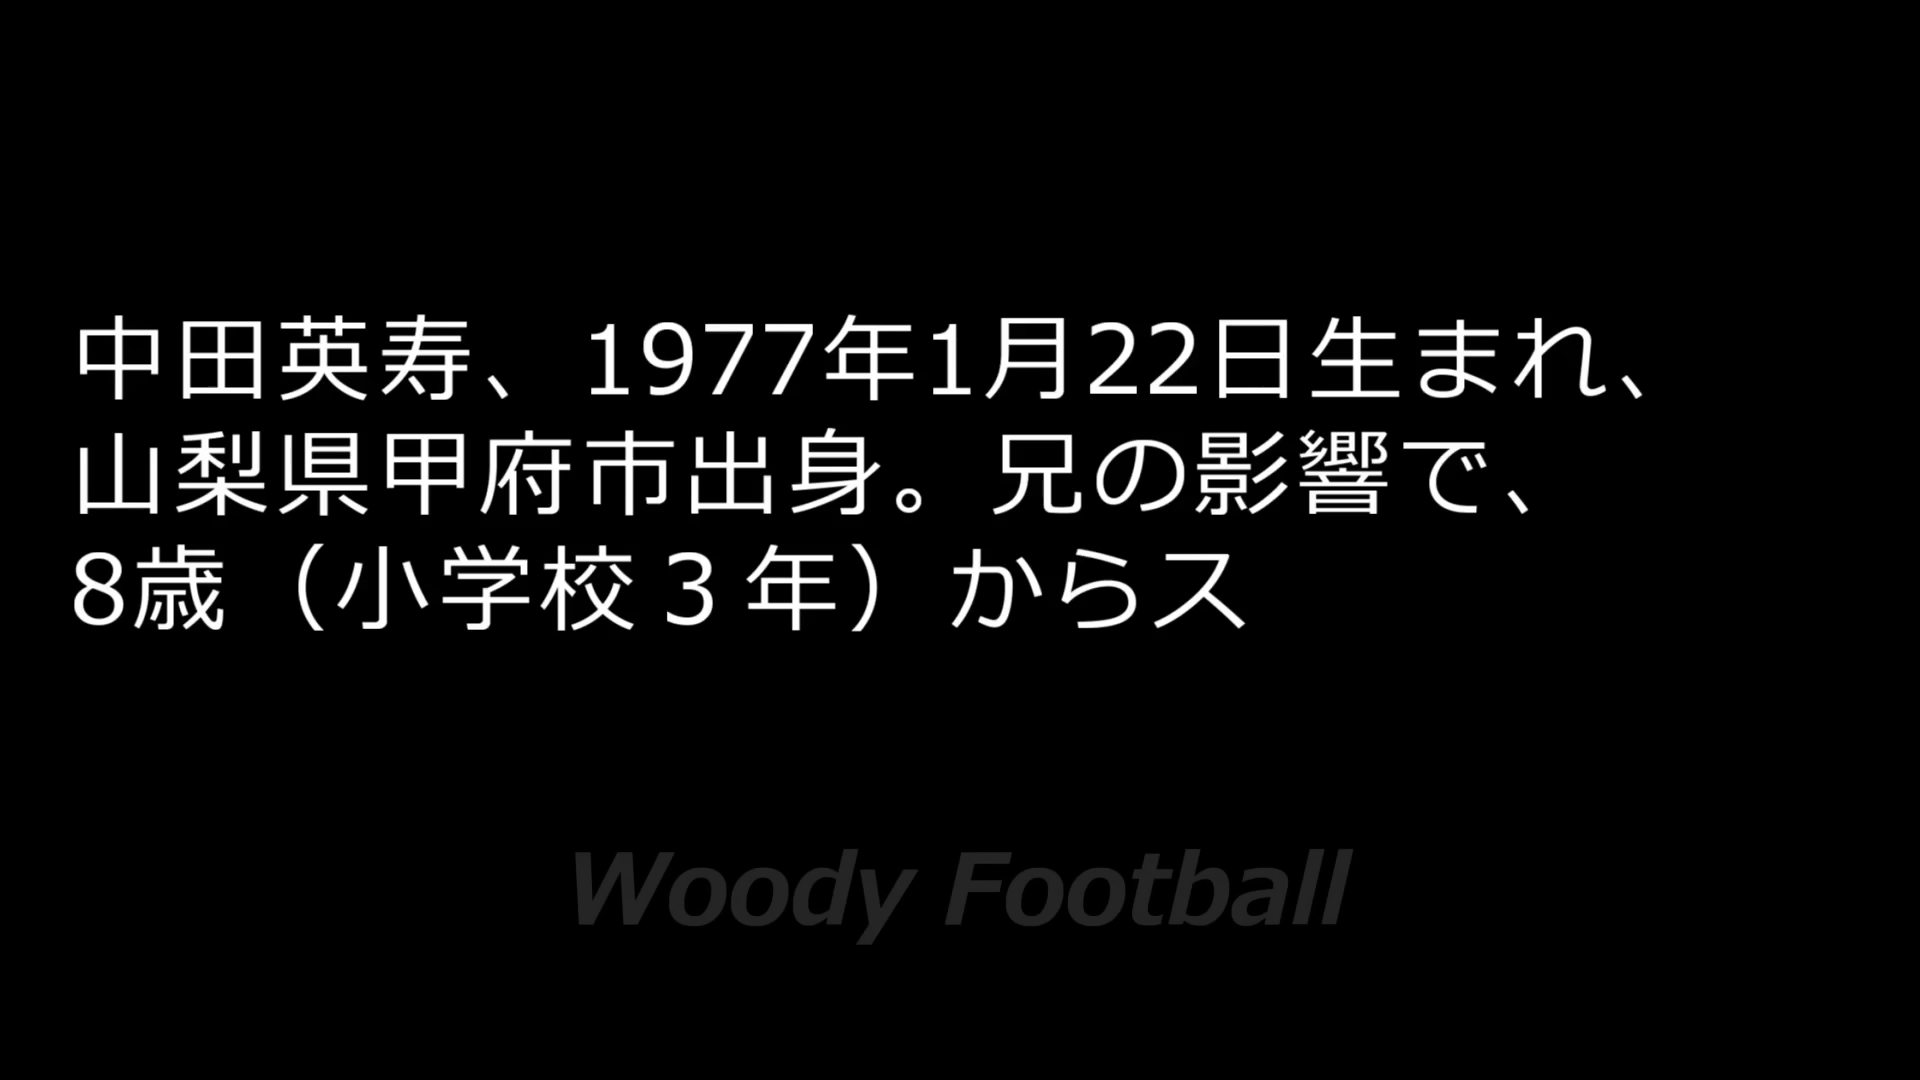 中田英寿、1977年1月22日生まれ、
山梨県甲府市出身。兄の影響で、
8歳（小学校３年）からス
Woody Football